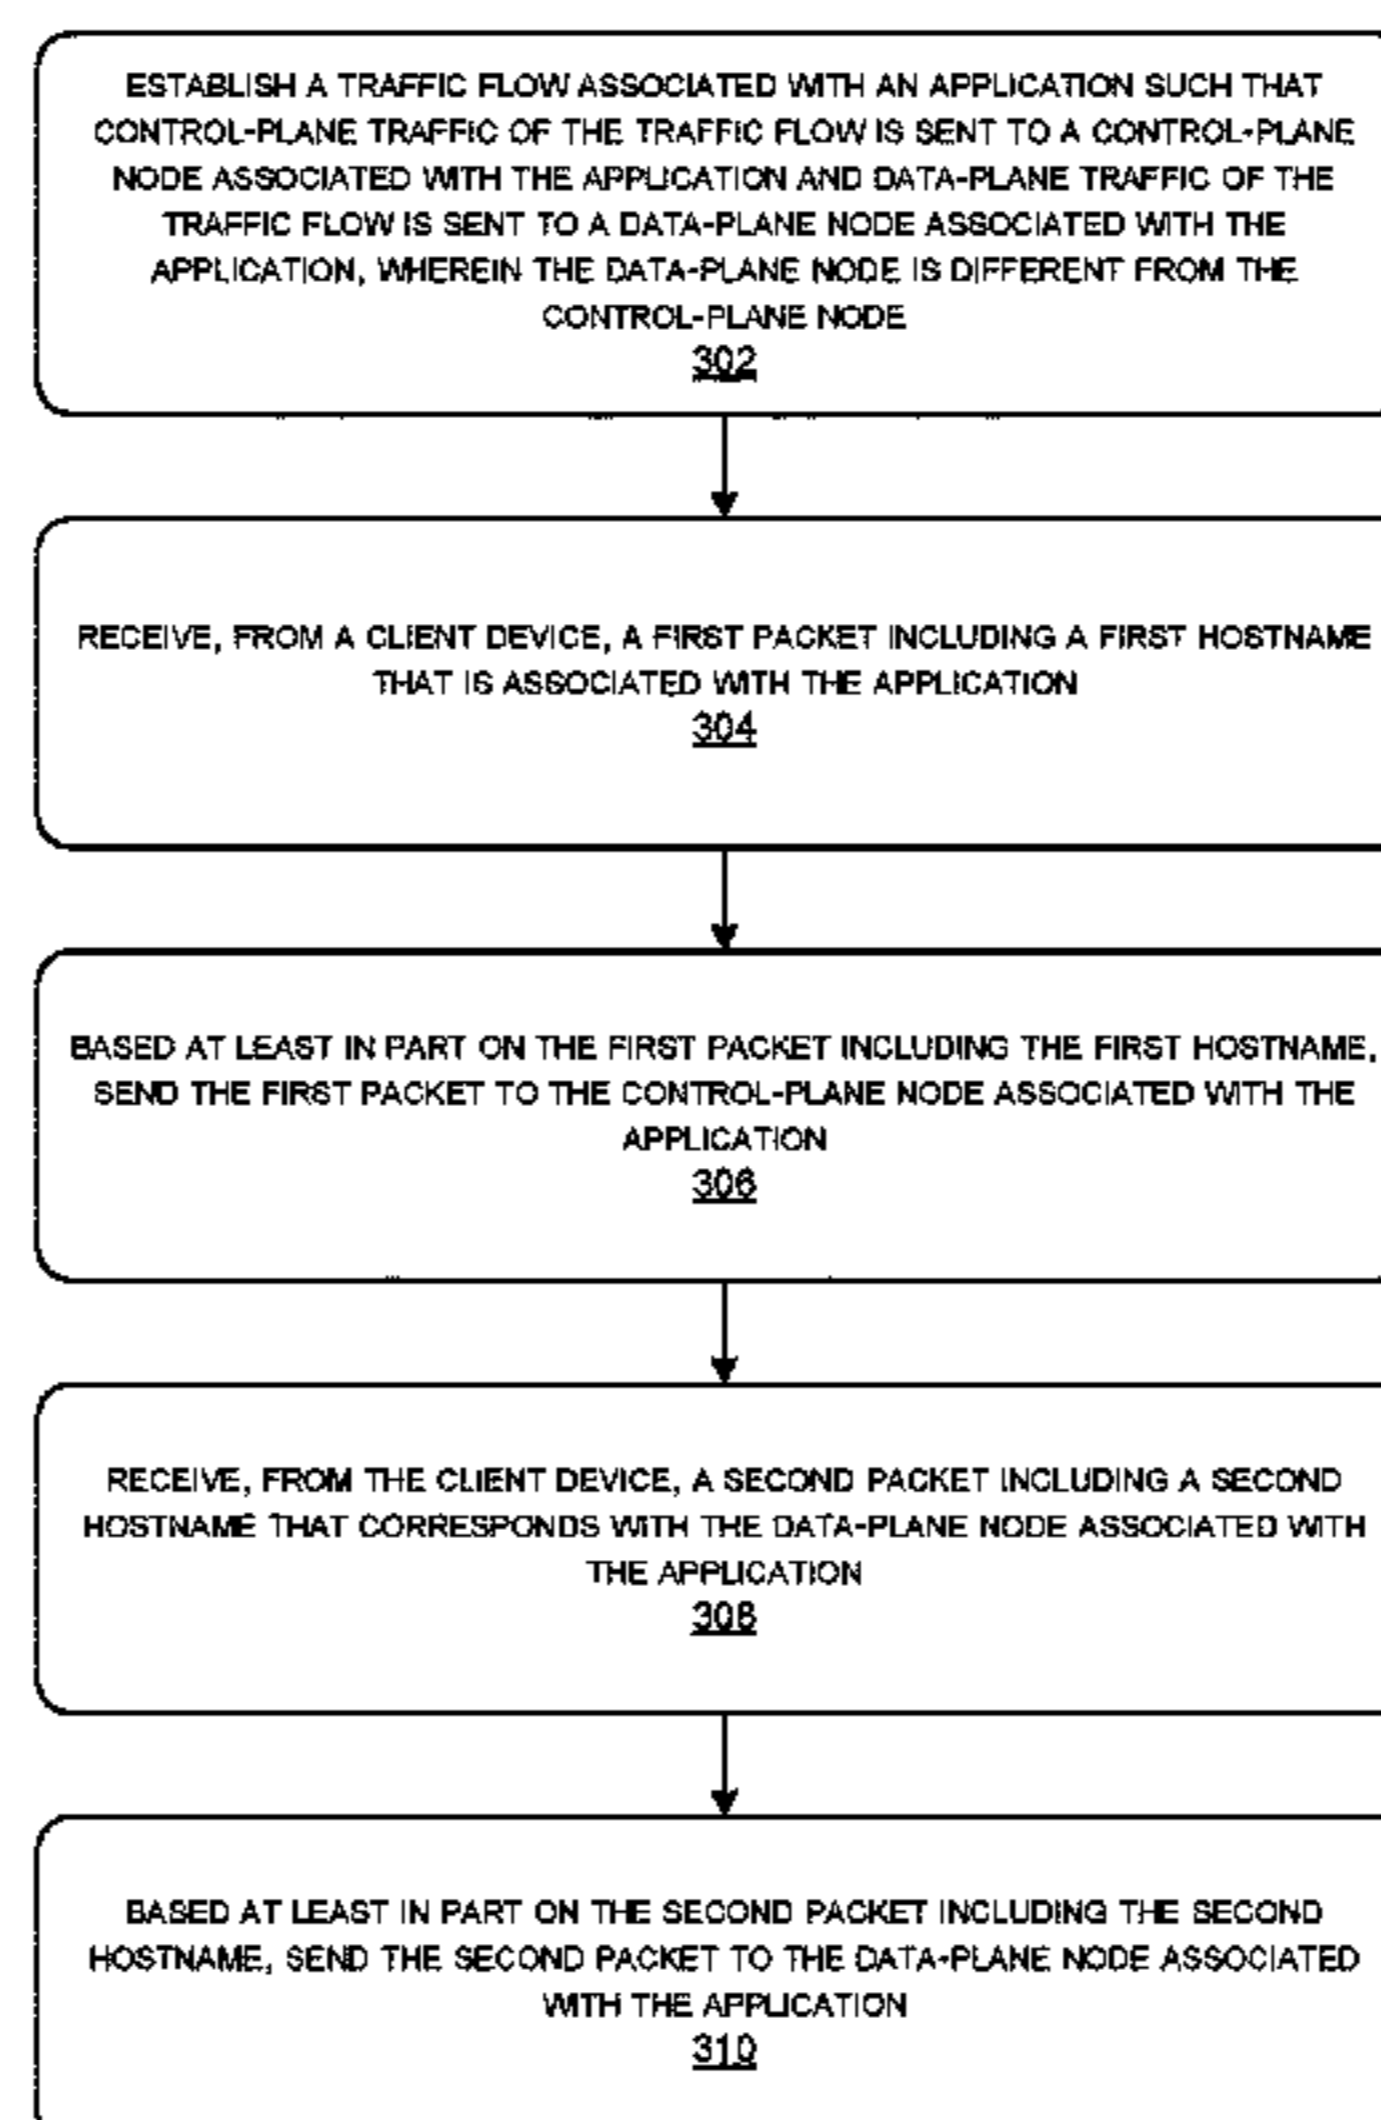 ESTABLISH A TRAFFIC FLOW ASSOCIATED WITH AN APPLICATION SUCH THAT
CONTROL-PLANE TRAFFIC OF THE TRAFFIC FLOW IS SENT TO A CONTROL-PLANE
NODE ASSOCIATED WITH THE APPLICATION AND DATA-PLANE TRAFFIC OF THE
TRAFFIC FLOW IS SENT TO A DATA-PLANE NODE ASSOCIATED WITH THE
APPLICATION, WHEREIN THE DATA-PLANE NODE IS DIFFERENT FROM THE
CONTROL-PLANE NODE
302
RECEIVE, FROM A CLIENT DEVICE, A FIRST PACKET INCLUDING A FIRST HOSTNAME
THAT IS ASSOCIATED WITH THE APPLICATION
304
BASED AT LEAST IN PART ON THE FIRST PACKET INCLUDING THE FIRST HOSTNAME,
SEND THE FIRST PACKET TO THE CONTROL-PLANE NODE ASSOCIATED WITH THE
APPLICATION
306
RECEIVE, FROM THE CLIENT DEVICE, A SECOND PACKET INCLUDING A SECOND
HOSTNAME THAT CORRESPONDS WITH THE DATA-PLANE NODE ASSOCIATED WITH
THE APPLICATION
308
BASED AT LEAST IN PART ON THE SECOND PACKET INCLUDING THE SECOND
HOSTNAME, SEND THE SECOND PACKET TO THE DATA-PLANE NODE ASSOCIATED
WITH THE APPLICATION
310